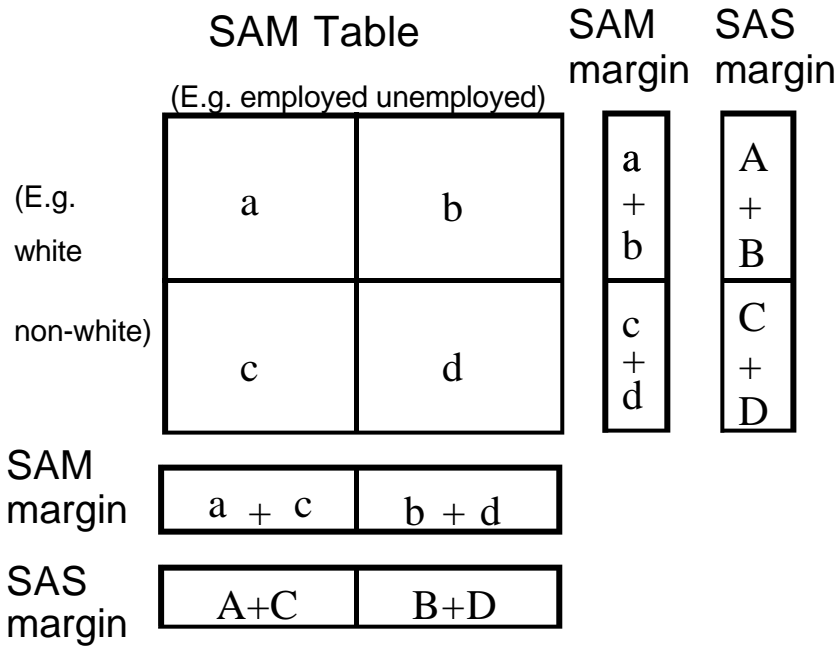 SAM Table
SAM margin
SAS margin
(E.g. employed unemployed)
(E.g.
white
non-white)
a
b
c
d
a
+
b
c
+
d
A
+
B
C
+
D
SAM
margin
a + c
b + d
SAS
margin
A+C
B+D